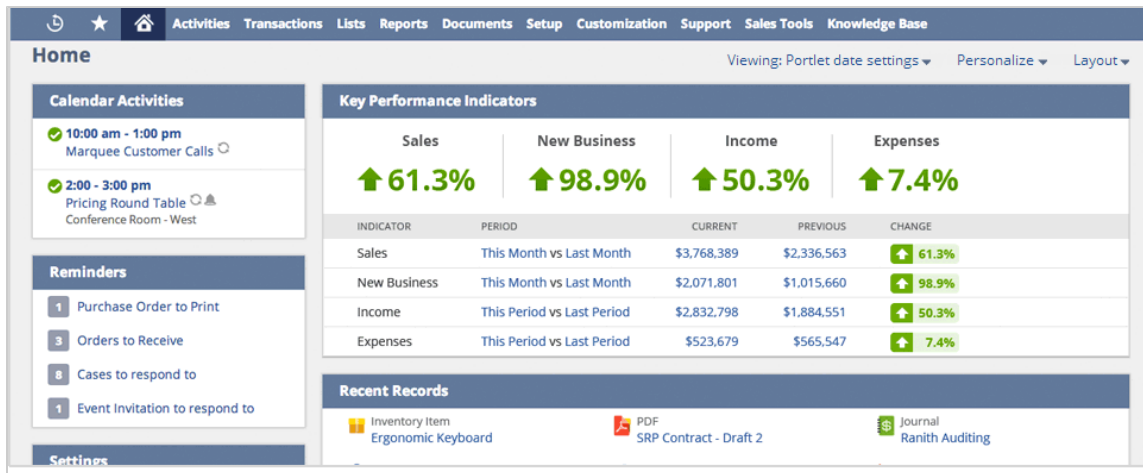 Activities Transactions Lists Reports Documents Setup Customization Support Sales Tools Knowledge Base
Home
Viewing: Portlet date settings Personalize Layout
Calendar Activities
10:00 am - 1:00 pm
Marquee Customer Calls
2:00 - 3:00 pm
Pricing Round Table
Conference Room - West
Reminders
1 Purchase Order to Print
3 Orders to Receive
8 Cases to respond to
1 Event Invitation to respond to
Settings
Key Performance Indicators
Sales New Business Income Expenses
61.3% 98.9% 50.3% 7.4%
INDICATOR PERIOD CURRENT PREVIOUS CHANGE
Sales This Month vs Last Month $3,768,389 $2,336,563 61.3%
New Business This Month vs Last Month $2,071,801 $1,015,660 98.9%
Income This Period vs Last Period $2,832,798 $1,884,551 50.3%
Expenses This Period vs Last Period $523,679 $565,547 7.4%
Recent Records
Inventory Item PDF Journal
Ergonomic Keyboard SRP Contract - Draft 2 Ranith Auditing